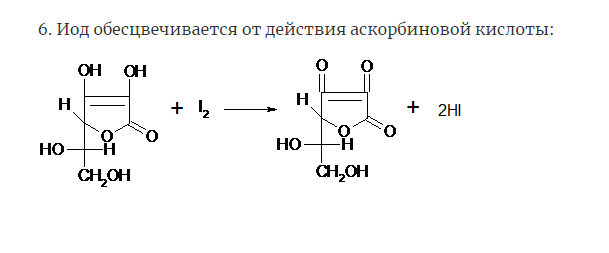 6. Иод обесцвечивается от действия аскорбиновой кислоты:
OH OH O O
H + I2 H + 2HI
O O O O
HO H HO H
CH2OH CH2OH